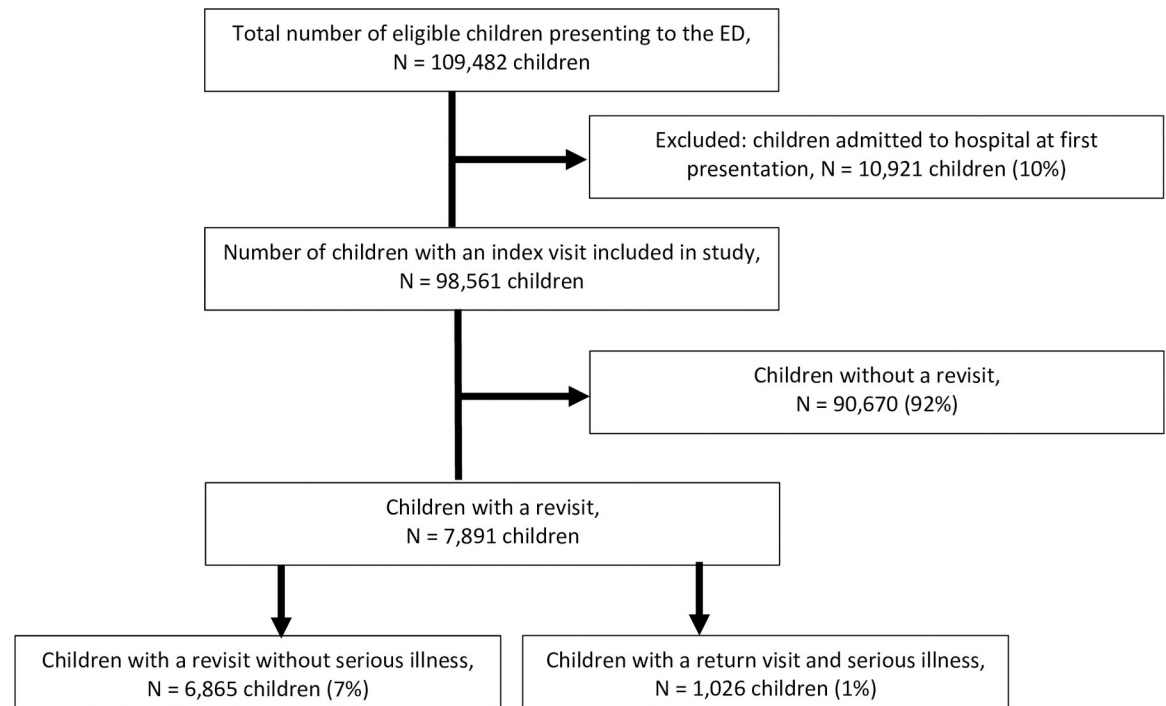 Total number of eligible children presenting to the ED,
N = 109,482 children
Excluded: children admitted to hospital at first
presentation, N = 10,921 children (10%)
Number of children with an index visit included in study,
N = 98,561 children
Children without a revisit,
N = 90,670 (92%)
Children with a revisit,
N = 7,891 children
Children with a revisit without serious illness,
N = 6,865 children (7%)
Children with a return visit and serious illness,
N = 1,026 children (1%)